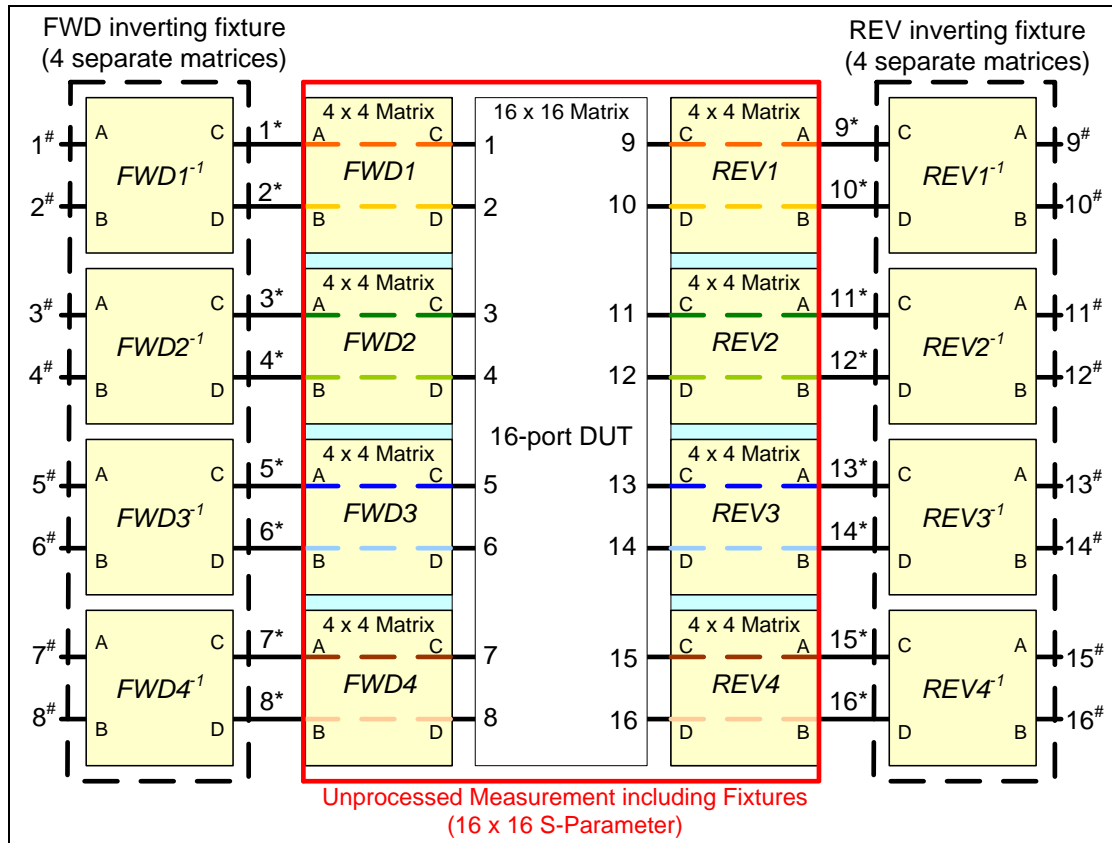 FWD inverting fixture
(4 separate matrices)
REV inverting fixture
(4 separate matrices)
4 x 4 Matrix
16 x 16 Matrix
4 x 4 Matrix
1# A C 1* A C 1 9 C A 9* C A 9#
FWD1-1 FWD1 REV1 REV1-1
2# B D 2* B D 2 10 D B 10* D B 10#
4 x 4 Matrix
4 x 4 Matrix
3# A C 3* A C 3 11 C A 11* C A 11#
FWD2-1 FWD2 REV2 REV2-1
4# B D 4* B D 4 12 D B 12* D B 12#
16-port DUT
4 x 4 Matrix
4 x 4 Matrix
5# A C 5* A C 5 13 C A 13* C A 13#
FWD3-1 FWD3 REV3 REV3-1
6# B D 6* B D 6 14 D B 14* D B 14#
4 x 4 Matrix
4 x 4 Matrix
7# A C 7* A C 7 15 C A 15* C A 15#
FWD4-1 FWD4 REV4 REV4-1
8# B D 8* B D 8 16 D B 16* D B 16#
Unprocessed Measurement including Fixtures
(16 x 16 S-Parameter)